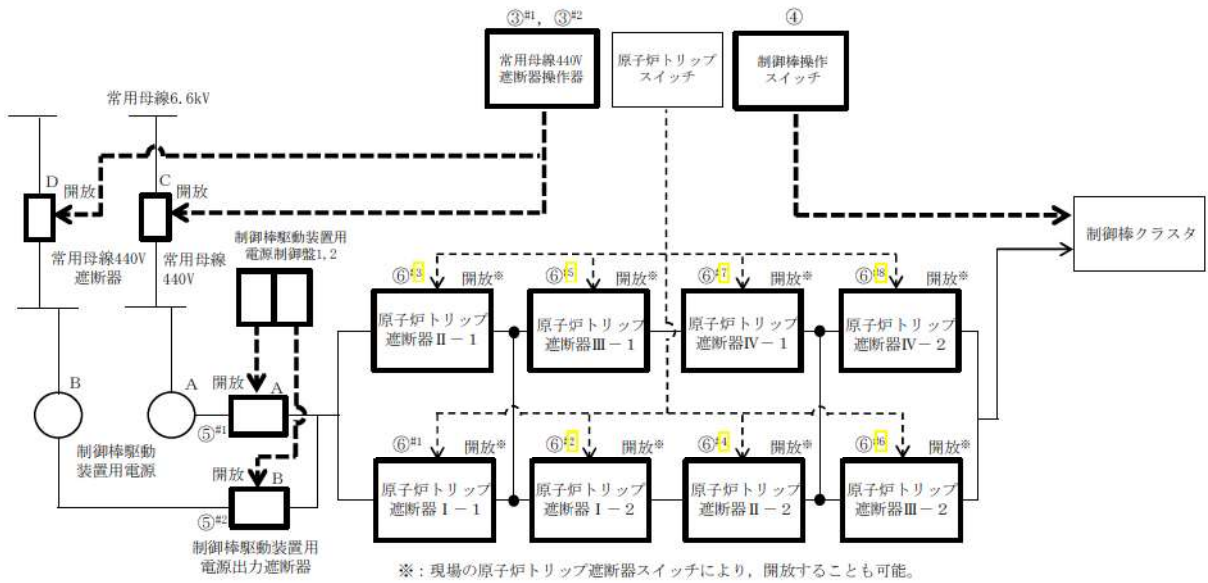 ③#1，③#2
④
常用母線440V
遮断器操作器
原子炉トリップ
スイッチ
制御棒操作
スイッチ
常用母線6.6kV
D
開放
C
開放
制御棒クラスタ
常用母線440V
遮断器
常用母線
440V
制御棒駆動装置用
電源制御盤1,2
⑥#3
開放※
⑥#5
開放※
⑥#7
開放※
⑥#8
開放※
原子炉トリップ
遮断器Ⅱ－1
原子炉トリップ
遮断器Ⅲ－1
原子炉トリップ
遮断器Ⅳ－1
原子炉トリップ
遮断器Ⅳ－2
B
A
開放
A
⑤#1
制御棒駆動
装置用電源
開放
B
⑤#2
制御棒駆動装置用
電源出力遮断器
⑥#1
開放※
⑥#2
開放※
⑥#4
開放※
⑥#6
開放※
原子炉トリップ
遮断器Ⅰ－1
原子炉トリップ
遮断器Ⅰ－2
原子炉トリップ
遮断器Ⅱ－2
原子炉トリップ
遮断器Ⅲ－2
※：現場の原子炉トリップ遮断器スイッチにより，開放することも可能。